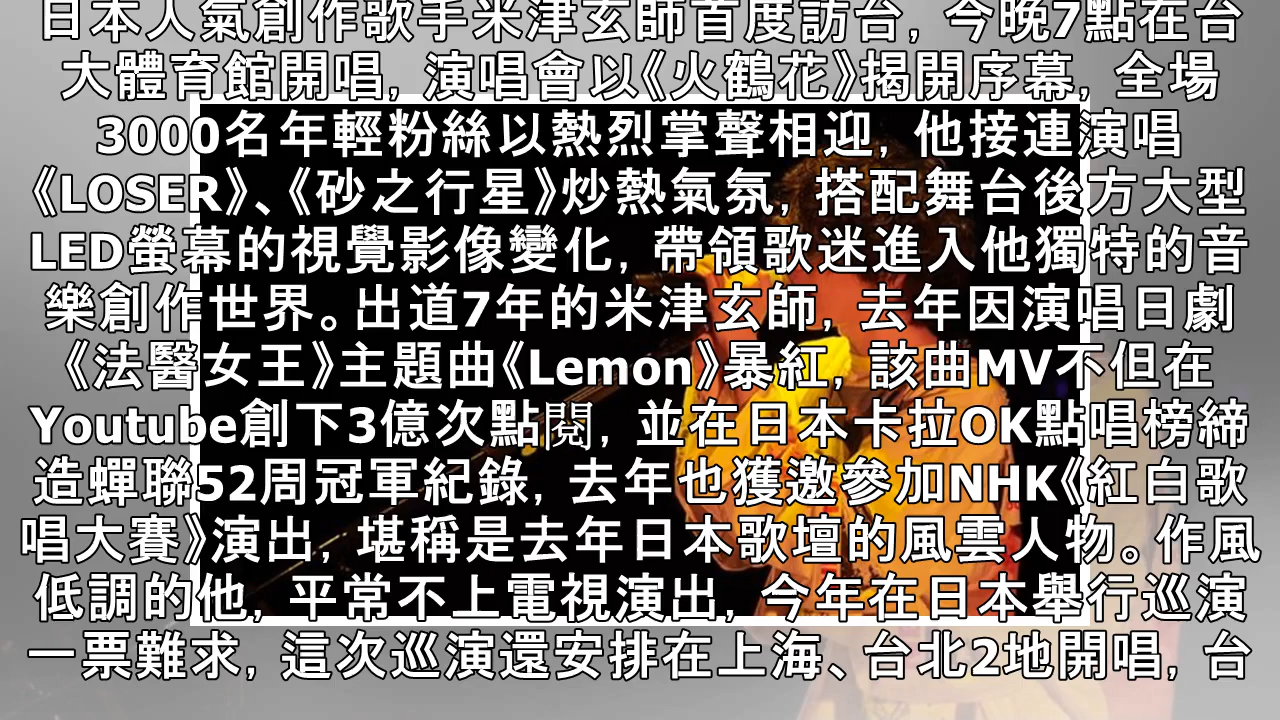 日本人氣創作歌手米津玄師首度訪台，今晚7點在台
大體育館開唱，演唱會以《火鶴花》揭開序幕，全場
3000名年輕粉絲以熱烈掌聲相迎，他接連演唱
《LOSER》、《砂之行星》炒熱氣氛，搭配舞台後方大型
LED螢幕的視覺影像變化，帶領歌迷進入他獨特的音
樂創作世界。出道7年的米津玄師，去年因演唱日劇
《法醫女王》主題曲《Lemon》暴紅，該曲MV不但在
Youtube創下3億次點閱，並在日本卡拉OK點唱榜締
造蟬聯52周冠軍紀錄，去年也獲邀參加NHK《紅白歌
唱大賽》演出，堪稱是去年日本歌壇的風雲人物。作風
低調的他，平常不上電視演出，今年在日本舉行巡演
一票難求，這次巡演還安排在上海、台北2地開唱，台